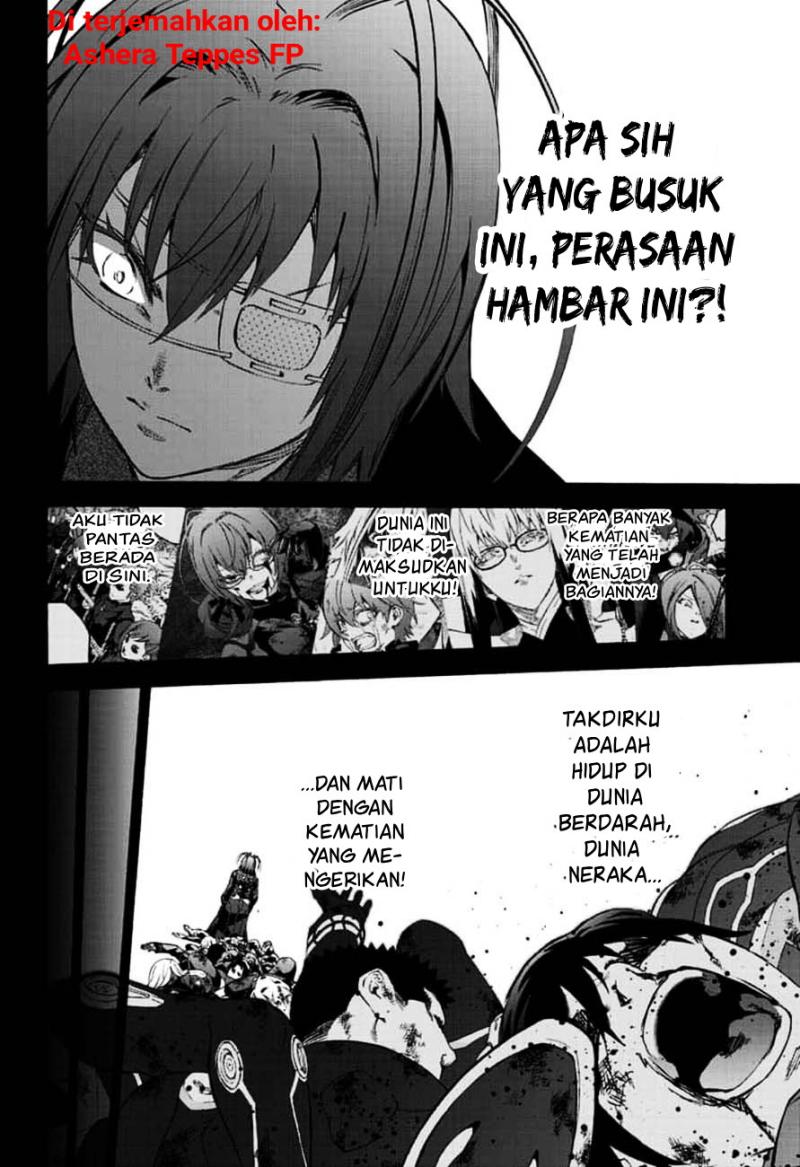 Di terjemahkan oleh:
Ashera Teppes FP
APA SIH
YANG BUSUK
INI, PERASAAN
HAMBAR INI?!
BERAPA BANYAK
KEMATIAN
YANG TELAH
MENJADI
BAGIANNYA!
DUNIA INI
TIDAK DI-
MAKSUDKAN
UNTUKKU!
AKU TIDAK
PANTAS
BERADA
DI SINI.
TAKDIRKU
ADALAH
HIDUP DI
DUNIA
BERDARAH,
DUNIA
NERAKA...
...DAN MATI
DENGAN
KEMATIAN
YANG ME-
NGERIKAN!